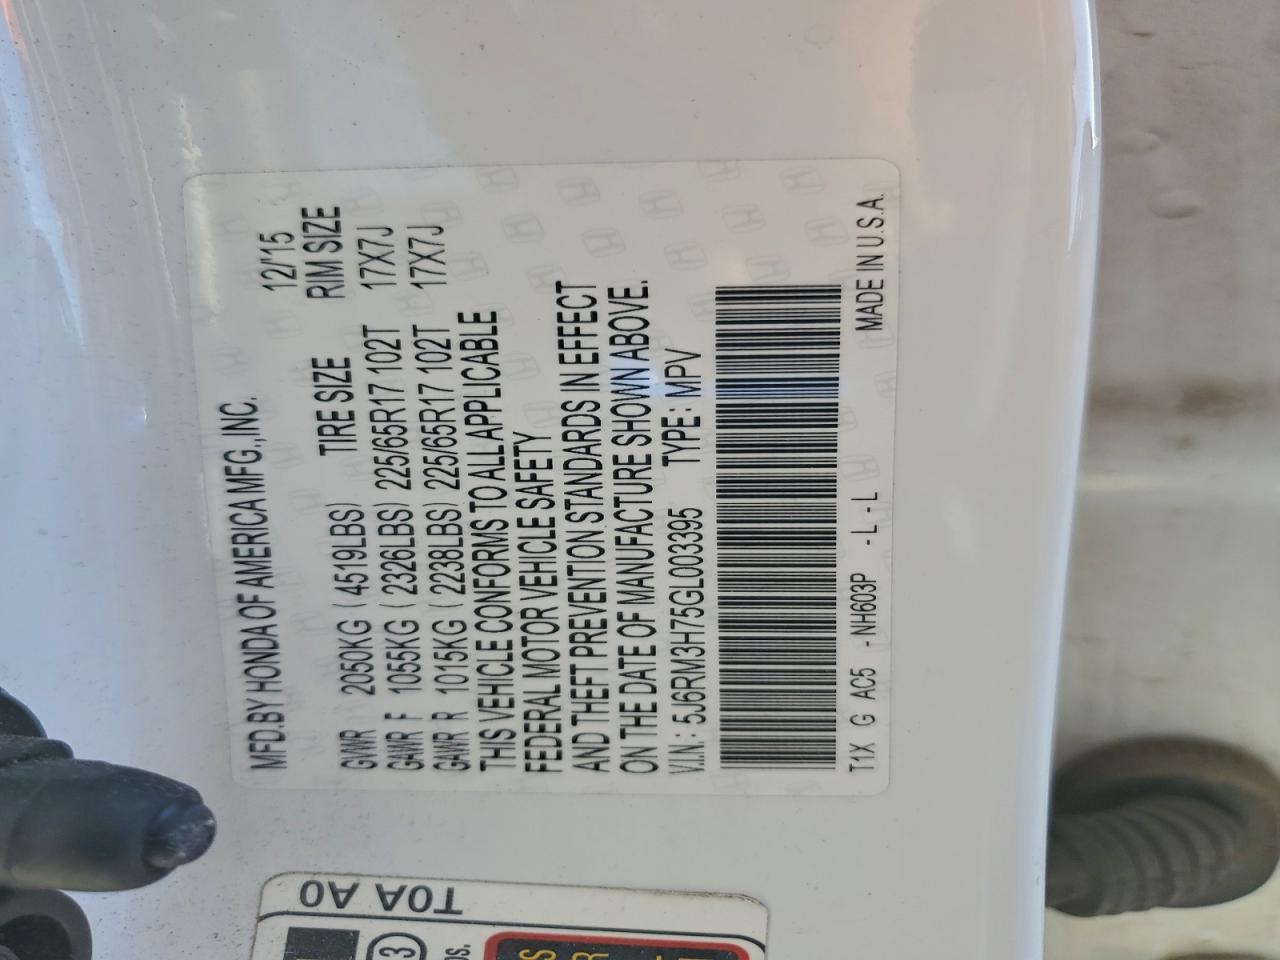 MFD.BY HONDA OF AMERICA MFG.,INC. 12/'15
TIRE SIZE RIM SIZE
GVWR 2050KG ( 4519LBS)
GAWR F 1055KG ( 2326LBS) 225/65R17 102T 17X7J
GAWR R 1015KG ( 2238LBS) 225/65R17 102T 17X7J
THIS VEHICLE CONFORMS TO ALL APPLICABLE
FEDERAL MOTOR VEHICLE SAFETY
AND THEFT PREVENTION STANDARDS IN EFFECT
ON THE DATE OF MANUFACTURE SHOWN ABOVE.
V.I.N.: 5J6RM3H75GL003395 TYPE: MPV
T1X G AC5 -NH603P -L-L MADE IN U.S.A.
T0A A0
3